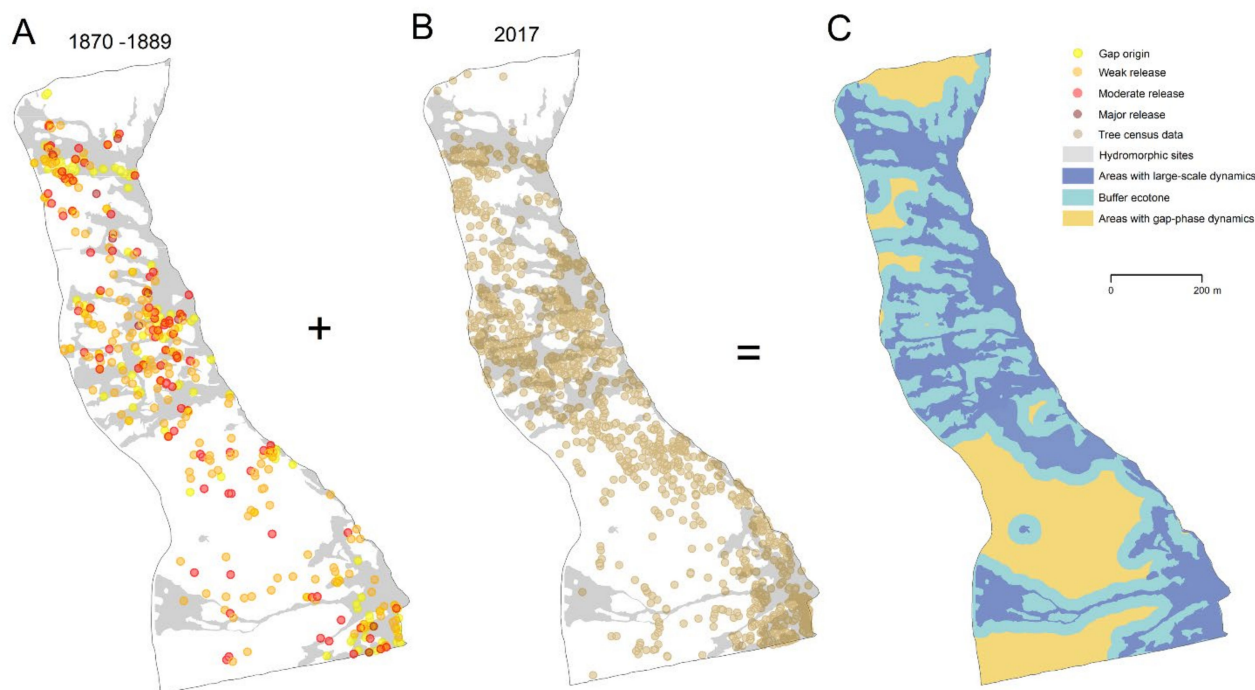 A
1870 -1889
B
2017
C
+
=
Gap origin
Weak release
Moderate release
Major release
Tree census data
Hydromorphic sites
Areas with large-scale dynamics
Buffer ecotone
Areas with gap-phase dynamics
0
200 m